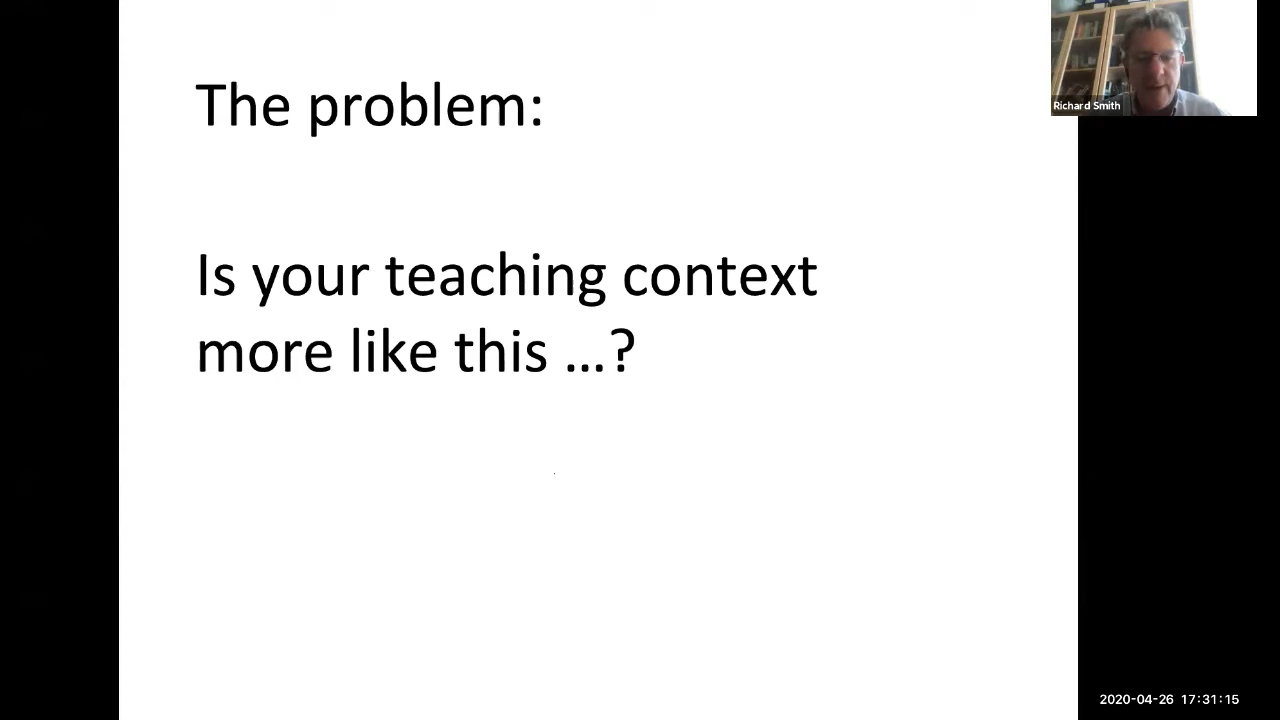 The problem:
Is your teaching context
more like this ...?
Richard Smith
2020-04-26 17:31:15